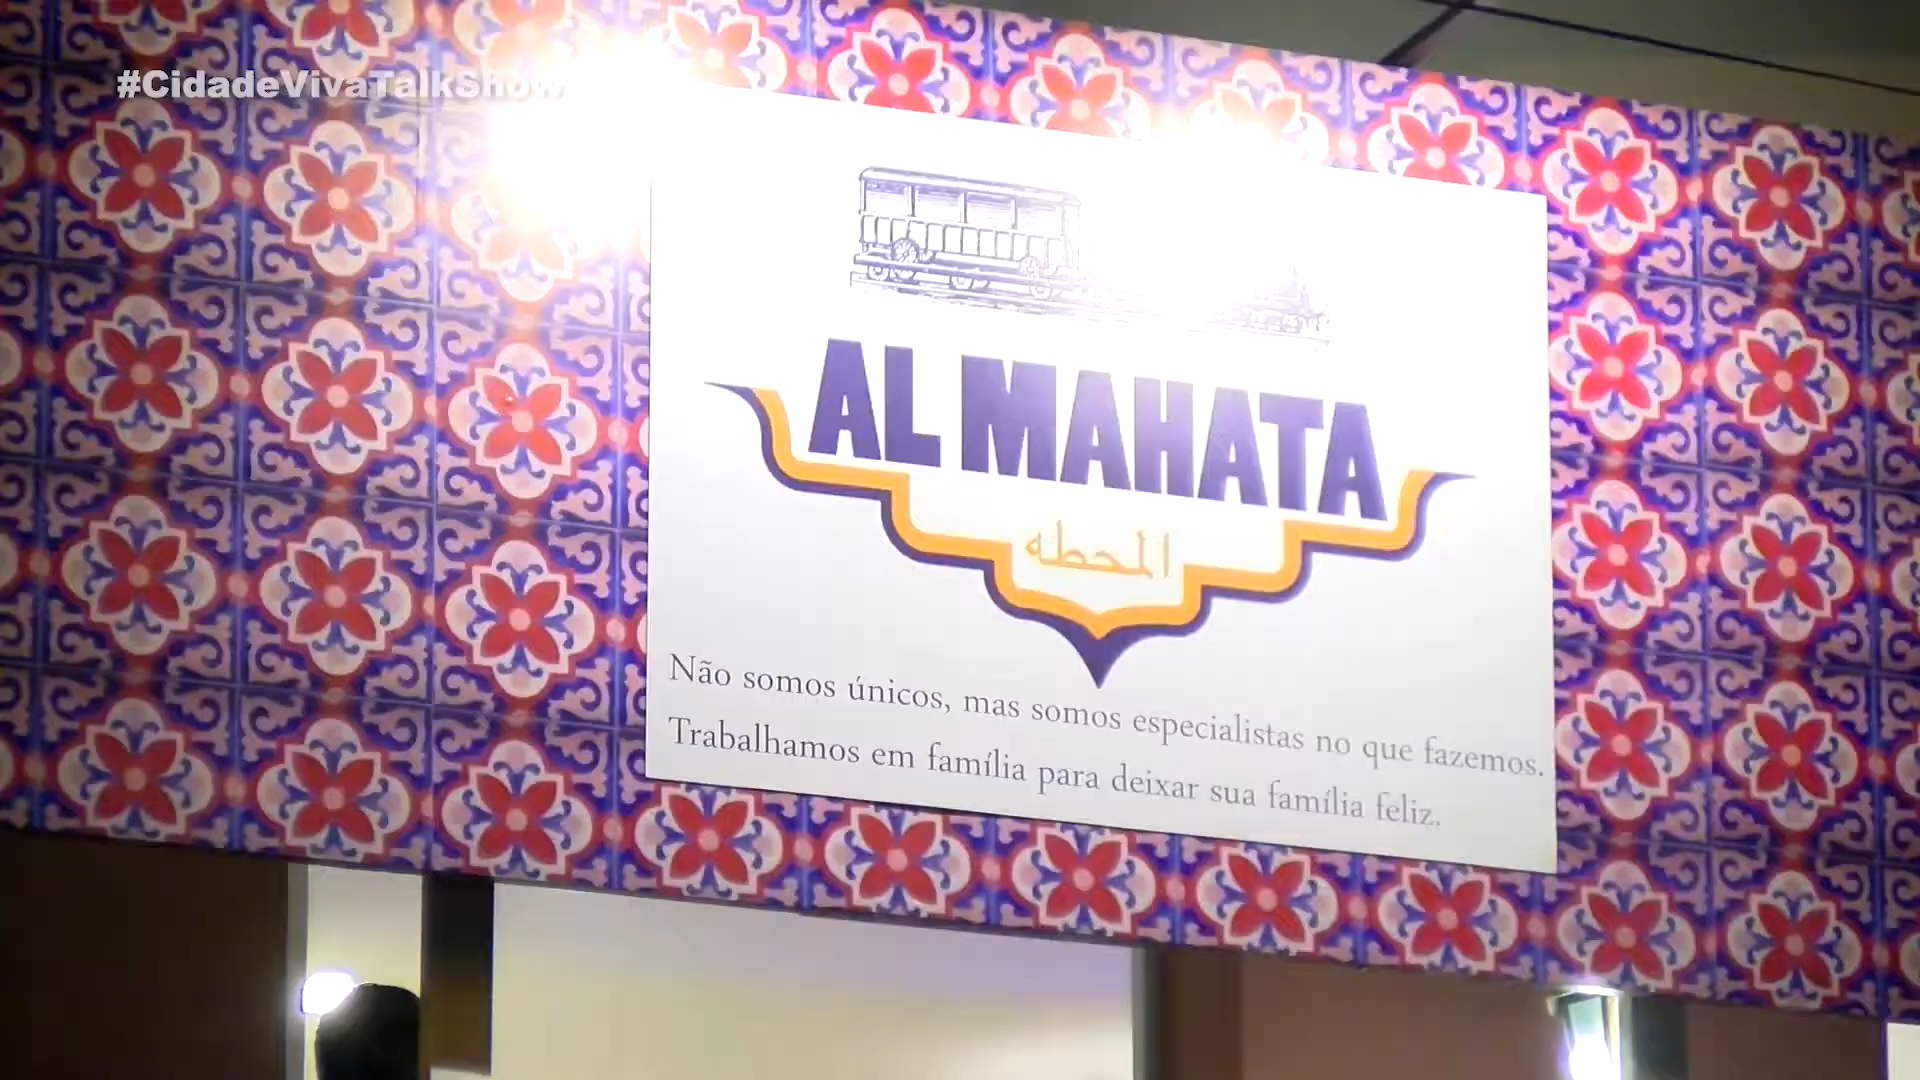 #CidadeVivaTalkShow
AL MAHATA
المحطه
Não somos únicos, mas somos especialistas no que fazemos.
Trabalhamos em família para deixar sua família feliz.